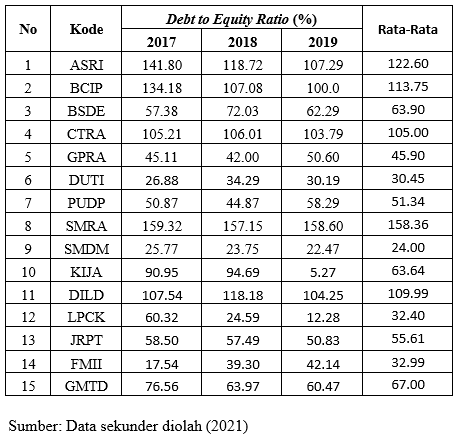 No Kode Debt to Equity Ratio (%) Rata-Rata
2017 2018 2019
1 ASRI 141.80 118.72 107.29 122.60
2 BCIP 134.18 107.08 100.0 113.75
3 BSDE 57.38 72.03 62.29 63.90
4 CTRA 105.21 106.01 103.79 105.00
5 GPRA 45.11 42.00 50.60 45.90
6 DUTI 26.88 34.29 30.19 30.45
7 PUDP 50.87 44.87 58.29 51.34
8 SMRA 159.32 157.15 158.60 158.36
9 SMDM 25.77 23.75 22.47 24.00
10 KIJA 90.95 94.69 5.27 63.64
11 DILD 107.54 118.18 104.25 109.99
12 LPCK 60.32 24.59 12.28 32.40
13 JRPT 58.50 57.49 50.83 55.61
14 FMII 17.54 39.30 42.14 32.99
15 GMTD 76.56 63.97 60.47 67.00
Sumber: Data sekunder diolah (2021)